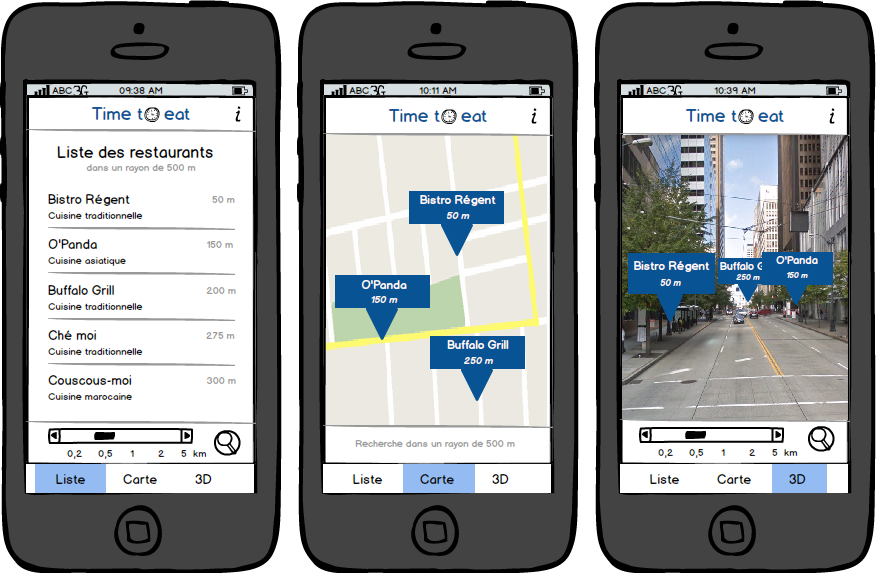 ABC 3G 09:38 AM
Time to eat i
Liste des restaurants
dans un rayon de 500 m
Bistro Régent 50 m
Cuisine traditionnelle
O'Panda 150 m
Cuisine asiatique
Buffalo Grill 200 m
Cuisine traditionnelle
Ché moi 275 m
Cuisine traditionnelle
Couscous-moi 300 m
Cuisine marocaine
0,2 0,5 1 2 5 km
Liste Carte 3D
ABC 3G 10:11 AM
Time to eat i
Bistro Régent
50 m
O'Panda
150 m
Buffalo Grill
250 m
Recherche dans un rayon de 500 m
Liste Carte 3D
ABC 3G 10:39 AM
Time to eat i
Bistro Régent
50 m
Buffalo G
250 m
O'Panda
150 m
0,2 0,5 1 2 5 km
Liste Carte 3D